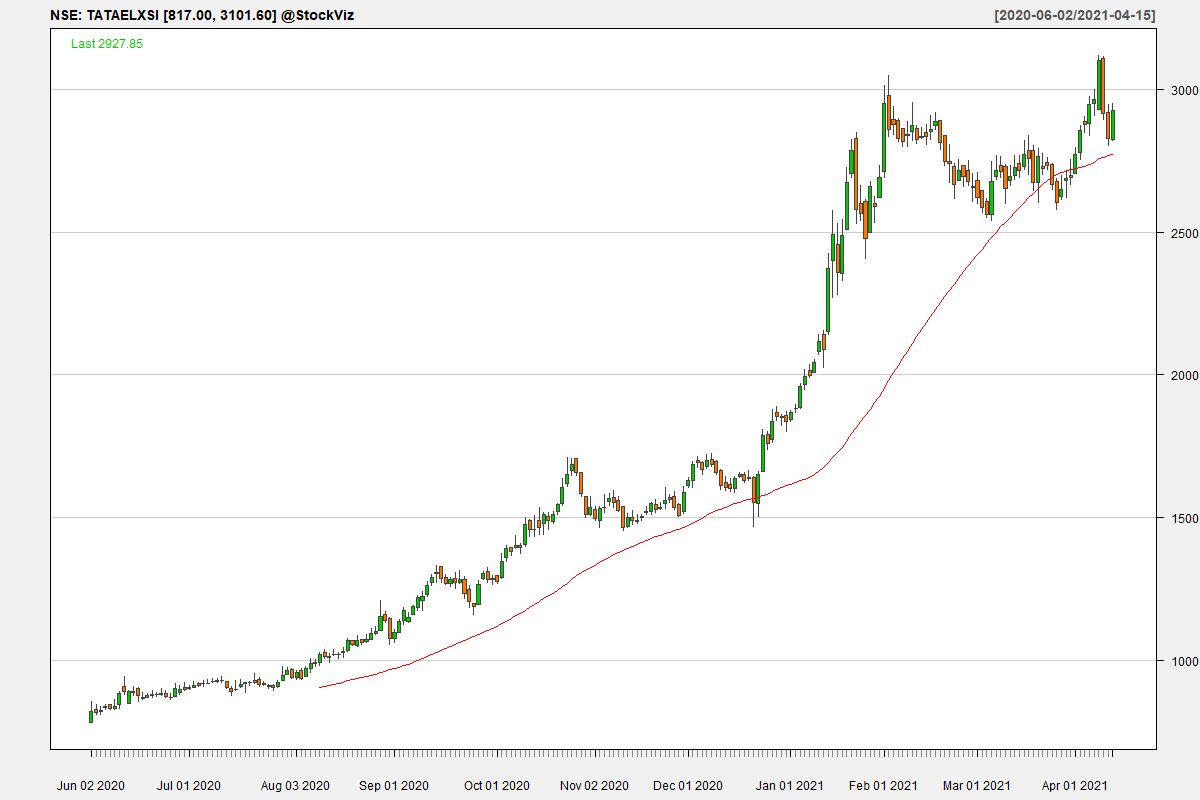 NSE: TATAELXSI [817.00, 3101.60] @StockViz [2020-06-02/2021-04-15]
Last 2927.85
3000
2500
2000
1500
1000
Jun 02 2020 Jul 01 2020 Aug 03 2020 Sep 01 2020 Oct 01 2020 Nov 02 2020 Dec 01 2020 Jan 01 2021 Feb 01 2021 Mar 01 2021 Apr 01 2021